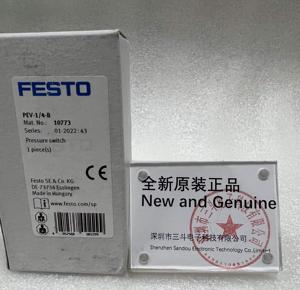 FESTO
PEV-1/4-B
Mat. No.: 10773
Series: 01-2022:43
Pressure switch
1 piece(s)
Festo SE & Co. KG
DE-73734 Esslingen
Made in Hungary
www.festo.com/sp
全新原装正品
New and Genuine
深圳市三斗电子科技有限公司
Shenzhen Sandou Electronic Technology Co.,Limited